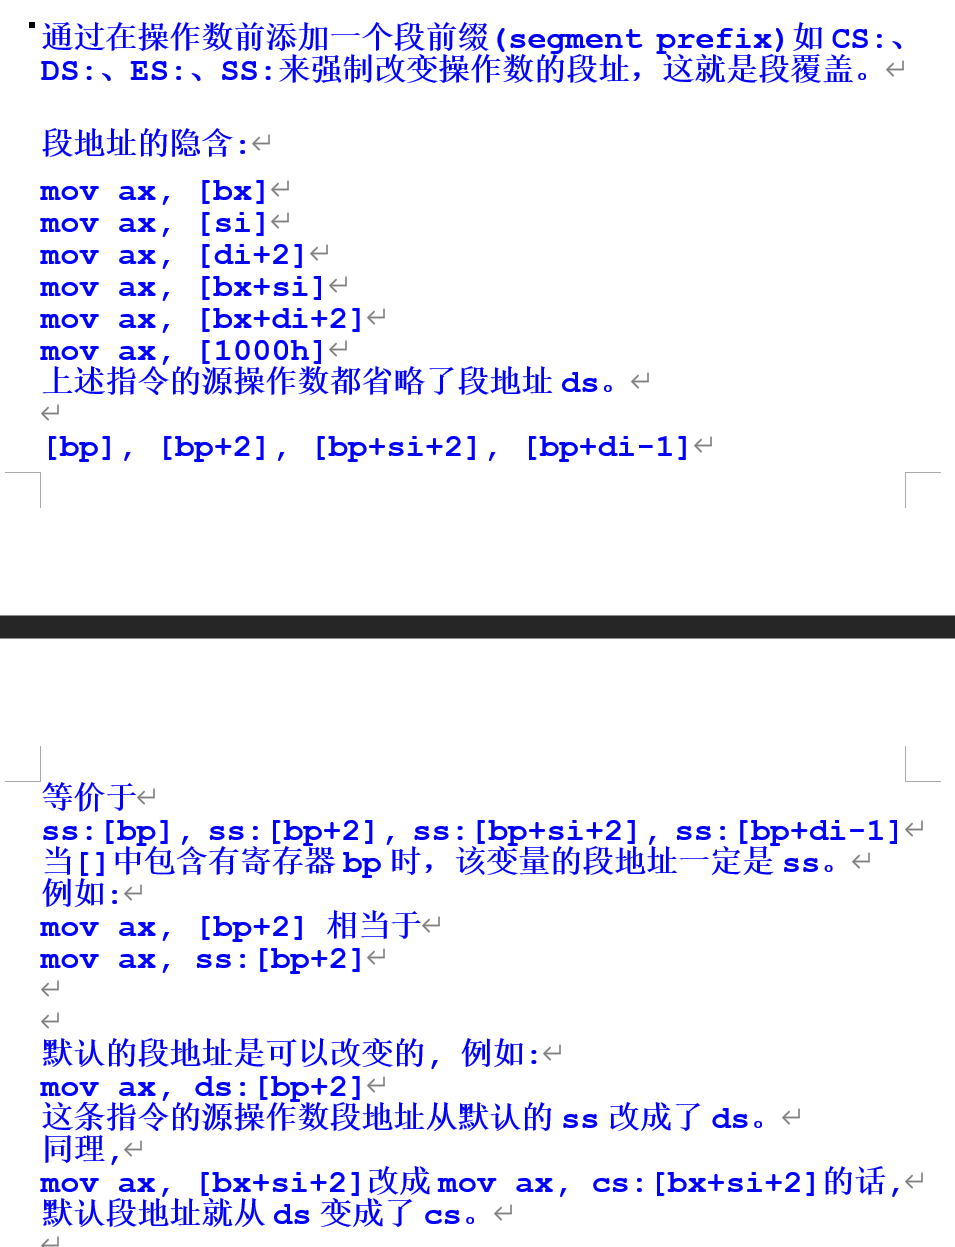 通过在操作数前添加一个段前缀(segment prefix)如 CS:、
DS:、ES:、SS:来强制改变操作数的段址，这就是段覆盖。
段地址的隐含:
mov ax, [bx]
mov ax, [si]
mov ax, [di+2]
mov ax, [bx+si]
mov ax, [bx+di+2]
mov ax, [1000h]
上述指令的源操作数都省略了段地址 ds。
[bp], [bp+2], [bp+si+2], [bp+di-1]
等价于
ss:[bp], ss:[bp+2], ss:[bp+si+2], ss:[bp+di-1]
当[]中包含有寄存器 bp 时，该变量的段地址一定是 ss。
例如:
mov ax, [bp+2] 相当于
mov ax, ss:[bp+2]
默认的段地址是可以改变的, 例如:
mov ax, ds:[bp+2]
这条指令的源操作数段地址从默认的 ss 改成了 ds。
同理,
mov ax, [bx+si+2]改成 mov ax, cs:[bx+si+2]的话,
默认段地址就从 ds 变成了 cs。